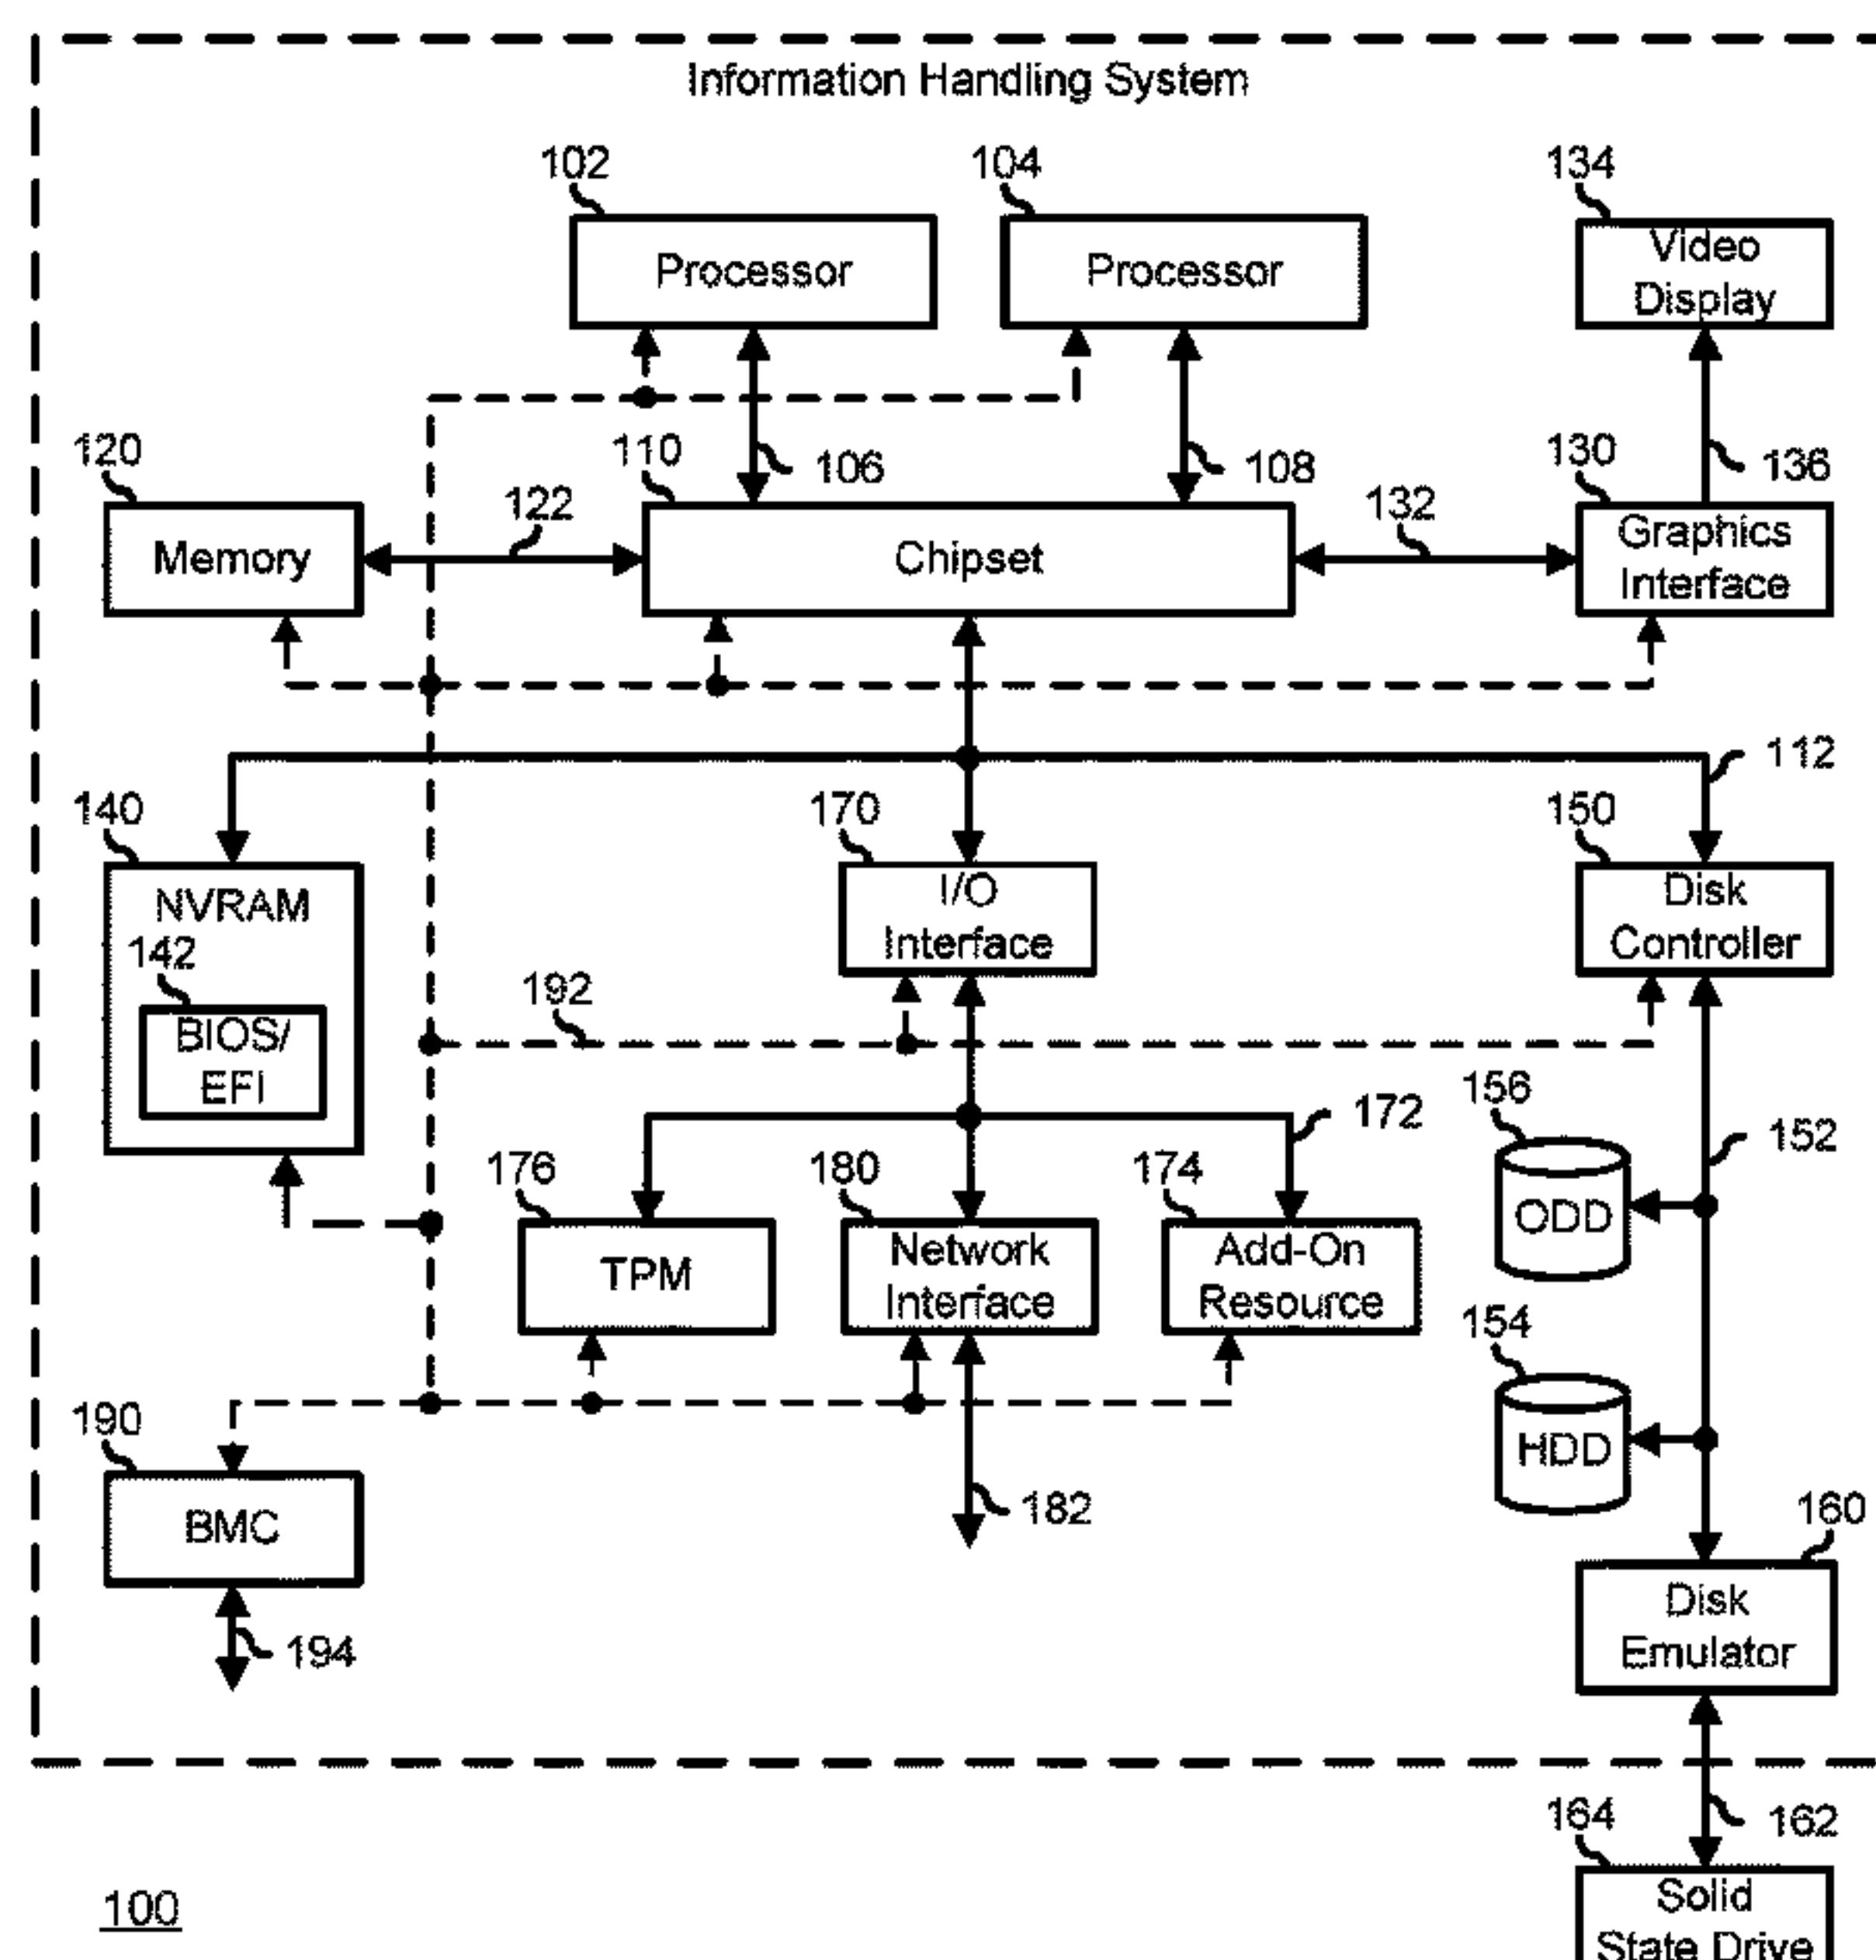 Information Handling System
102
104
134
Processor
Processor
Video
Display
120
110
106
108
130
136
122
132
Memory
Chipset
Graphics
Interface
112
140
170
150
NVRAM
I/O
Interface
Disk
Controller
142
BIOS/
EFI
192
156
172
152
176
180
174
ODD
TPM
Network
Interface
Add-On
Resource
154
190
HDD
182
160
BMC
194
Disk
Emulator
164
162
100
Solid
State Drive